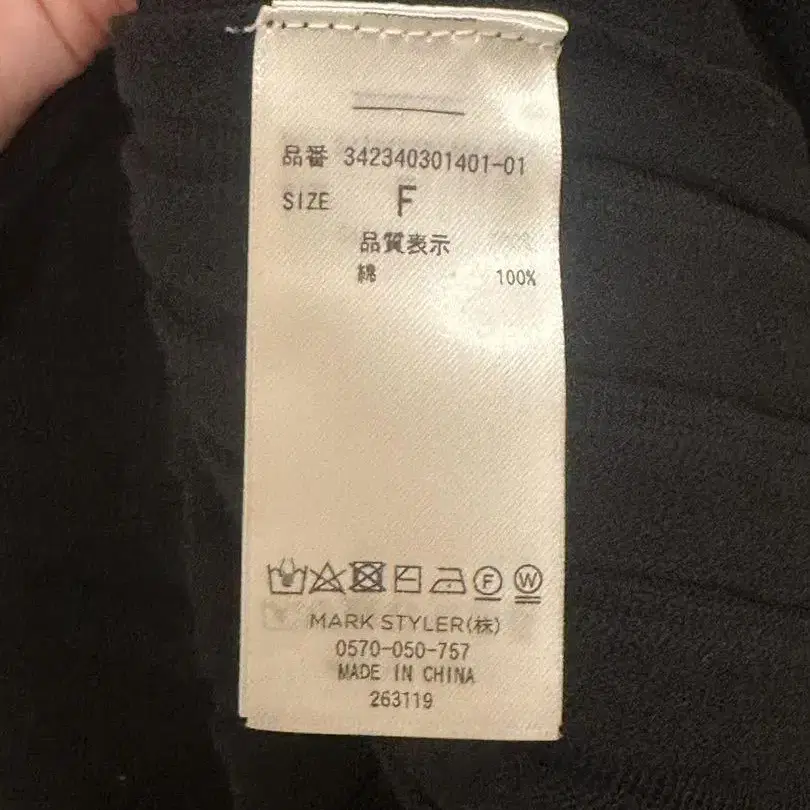 品番 342340301401-01
SIZE F
品質表示
綿 100%
F W
MARK STYLER(株)
0570-050-757
MADE IN CHINA
263119